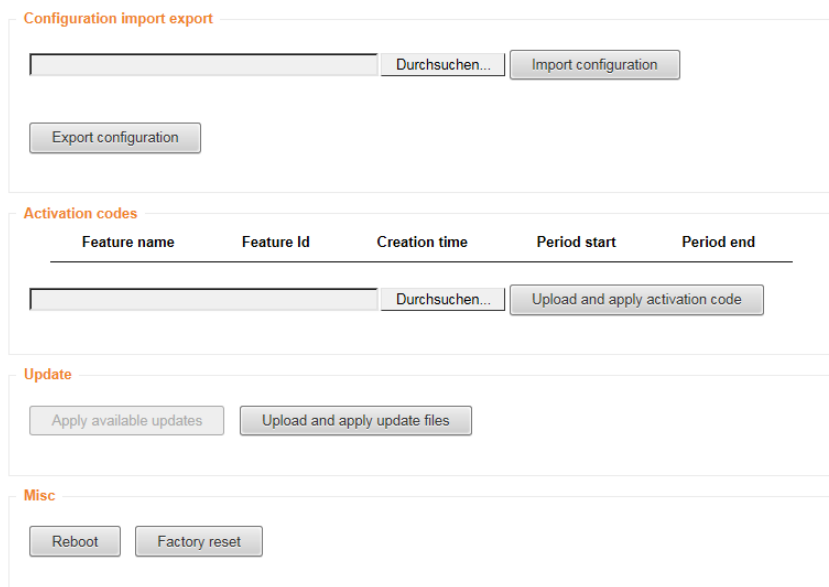 Configuration import export
Durchsuchen... Import configuration
Export configuration
Activation codes
Feature name Feature Id Creation time Period start Period end
Durchsuchen... Upload and apply activation code
Update
Apply available updates Upload and apply update files
Misc
Reboot Factory reset